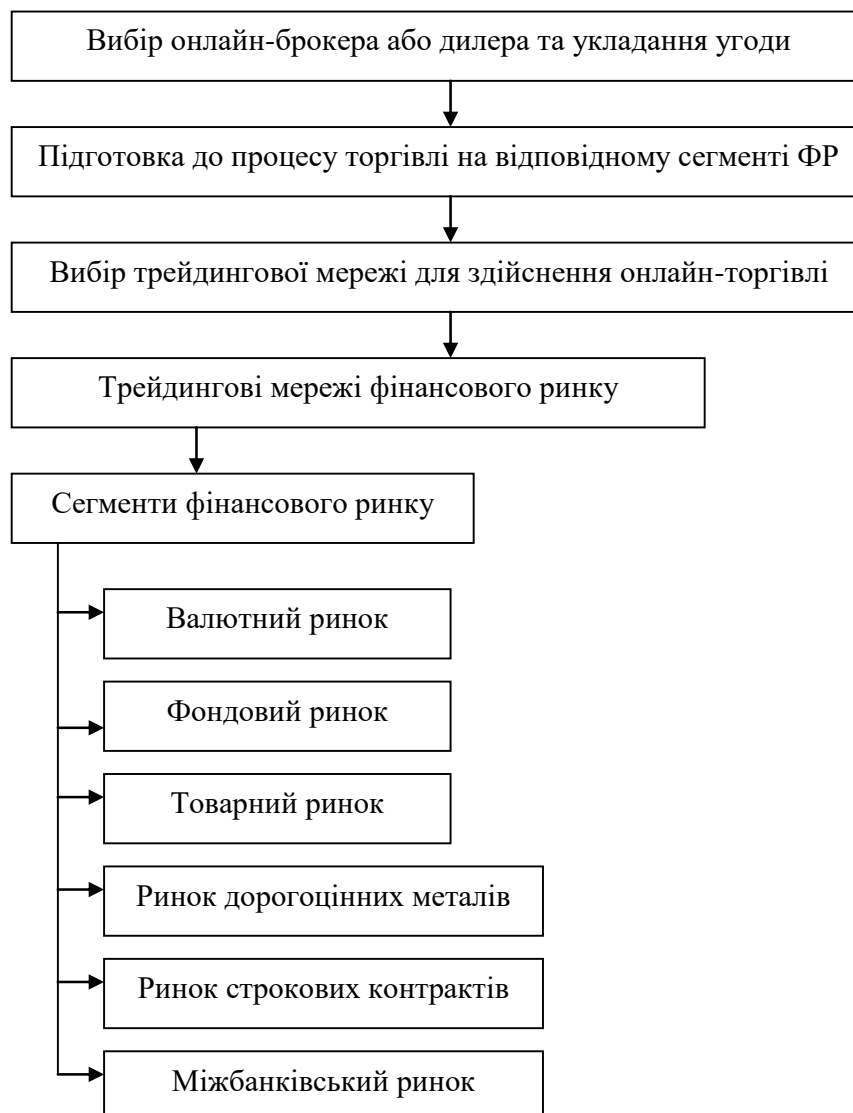 Вибір онлайн-брокера або дилера та укладання угоди
Підготовка до процесу торгівлі на відповідному сегменті ФР
Вибір трейдингової мережі для здійснення онлайн-торгівлі
Трейдингові мережі фінансового ринку
Сегменти фінансового ринку
Валютний ринок
Фондовий ринок
Товарний ринок
Ринок дорогоцінних металів
Ринок строкових контрактів
Міжбанківський ринок